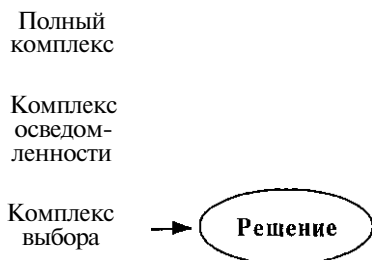 Полный
комплекс
Комплекс
осведом-
ленности
Комплекс
выбора
Решение